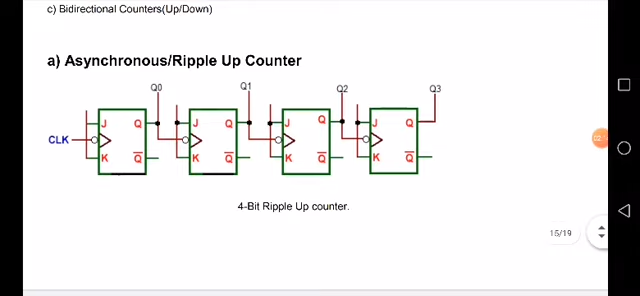 c) Bidirectional Counters(Up/Down)
a) Asynchronous/Ripple Up Counter
Q0 Q1 Q2 Q3
J Q J Q J Q J Q
CLK
K Q̅ K Q̅ K Q̅ K Q̅
4-Bit Ripple Up counter.
15/19